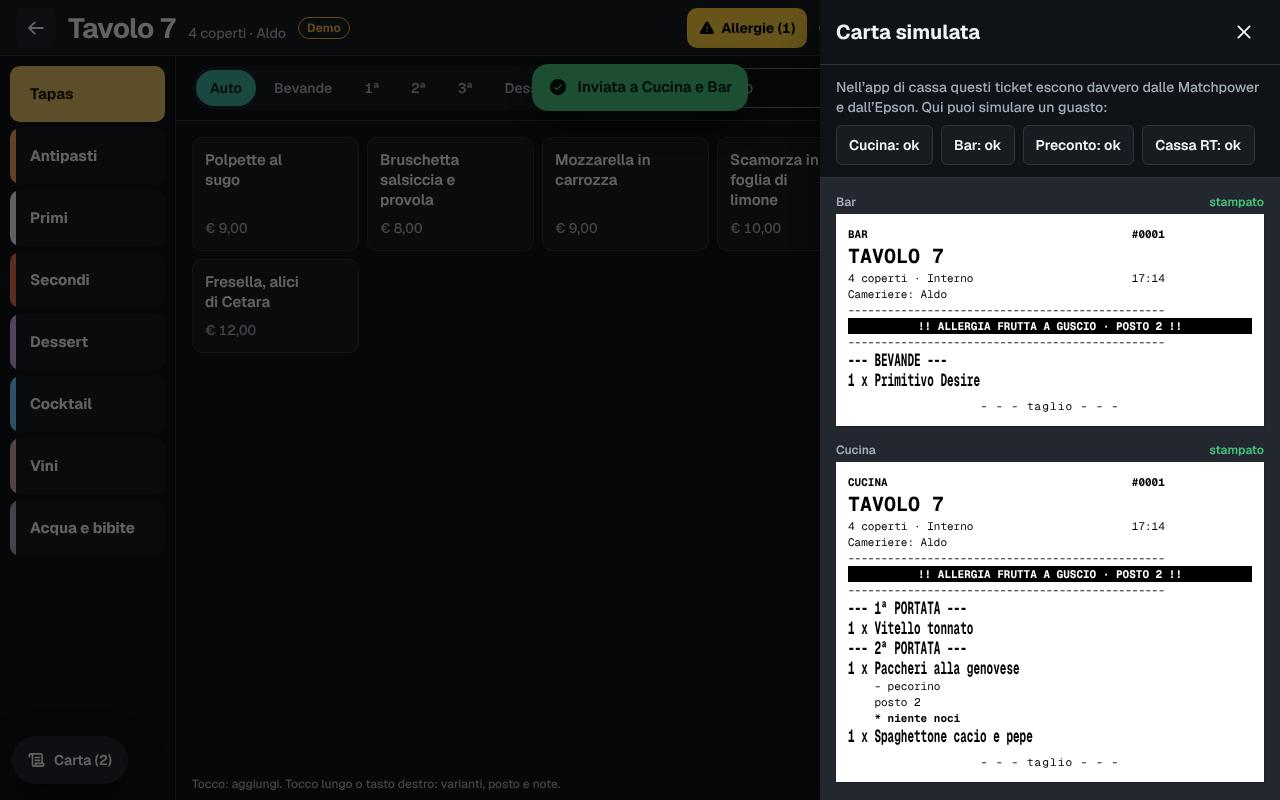 Tavolo 7
4 coperti · Aldo
Demo
Allergie (1)
Tapas
Antipasti
Primi
Secondi
Dessert
Cocktail
Vini
Acqua e bibite
Carta (2)
Auto
Bevande
1ª
2ª
3ª
Inviata a Cucina e Bar
Polpette al
sugo
€ 9,00
Bruschetta
salsiccia e
provola
€ 8,00
Mozzarella in
carrozza
€ 9,00
Scamorza in
foglia di
limone
€ 10,00
Fresella, alici
di Cetara
€ 12,00
Tocco: aggiungi. Tocco lungo o tasto destro: varianti, posto e note.
Carta simulata
Nell'app di cassa questi ticket escono davvero dalle Matchpower
e dall'Epson. Qui puoi simulare un guasto:
Cucina: ok
Bar: ok
Preconto: ok
Cassa RT: ok
Bar
stampato
BAR #0001
TAVOLO 7
4 coperti · Interno 17:14
Cameriere: Aldo
------------------------------------------------
!! ALLERGIA FRUTTA A GUSCIO · POSTO 2 !!
------------------------------------------------
--- BEVANDE ---
1 x Primitivo Desire
- - - taglio - - -
Cucina
stampato
CUCINA #0001
TAVOLO 7
4 coperti · Interno 17:14
Cameriere: Aldo
------------------------------------------------
!! ALLERGIA FRUTTA A GUSCIO · POSTO 2 !!
------------------------------------------------
--- 1ª PORTATA ---
1 x Vitello tonnato
--- 2ª PORTATA ---
1 x Paccheri alla genovese
- pecorino
posto 2
* niente noci
1 x Spaghettone cacio e pepe
- - - taglio - - -